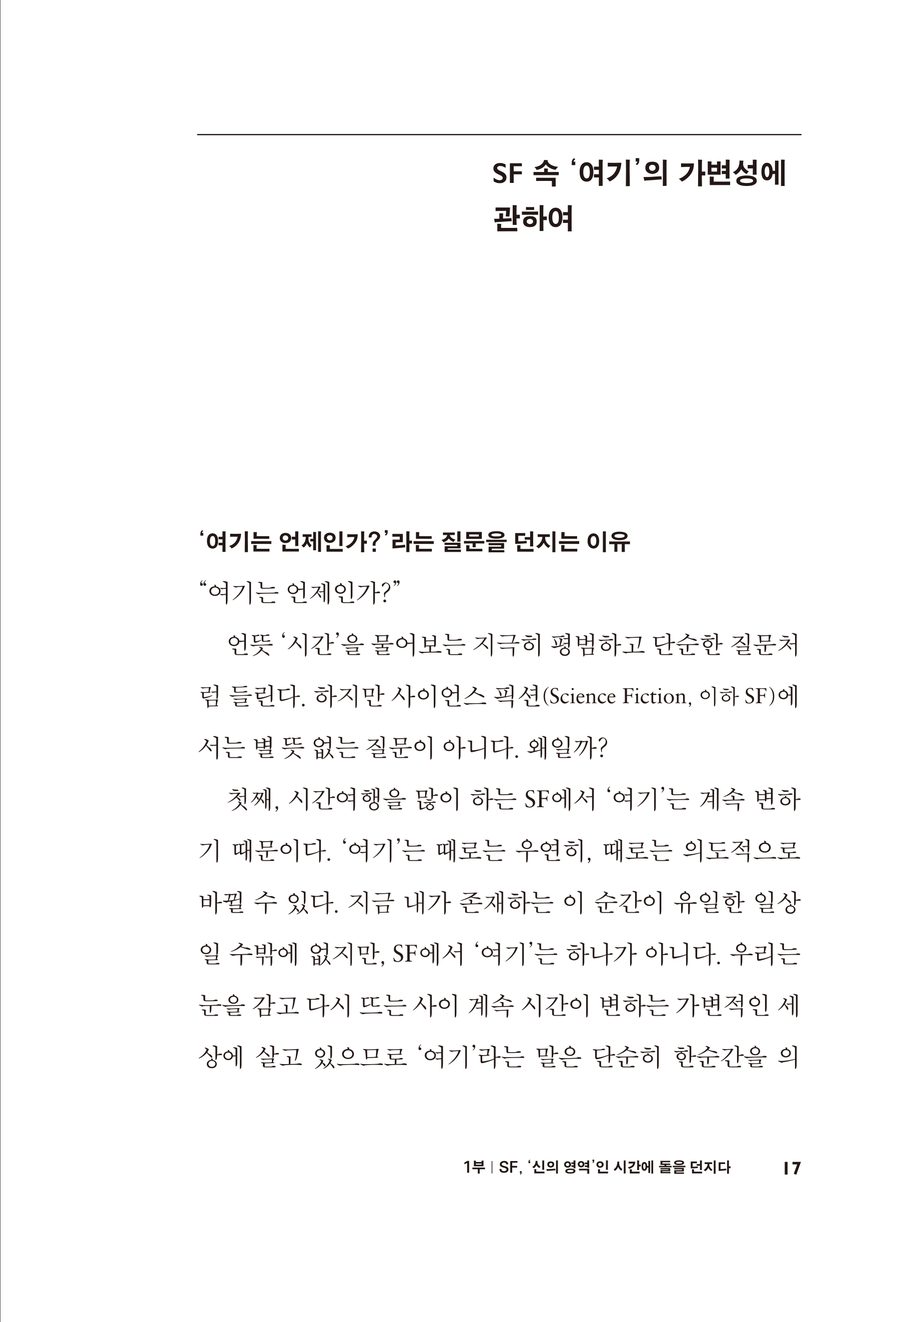 SF 속 ‘여기’의 가변성에
관하여
‘여기는 언제인가?’라는 질문을 던지는 이유
“여기는 언제인가?”
언뜻 ‘시간’을 물어보는 지극히 평범하고 단순한 질문처
럼 들린다. 하지만 사이언스 픽션(Science Fiction, 이하 SF)에
서는 별 뜻 없는 질문이 아니다. 왜일까?
첫째, 시간여행을 많이 하는 SF에서 ‘여기’는 계속 변하
기 때문이다. ‘여기’는 때로는 우연히, 때로는 의도적으로
바뀔 수 있다. 지금 내가 존재하는 이 순간이 유일한 일상
일 수밖에 없지만, SF에서 ‘여기’는 하나가 아니다. 우리는
눈을 감고 다시 뜨는 사이 계속 시간이 변하는 가변적인 세
상에 살고 있으므로 ‘여기’라는 말은 단순히 한순간을 의
1부 | SF, ‘신의 영역’인 시간에 돌을 던지다 17